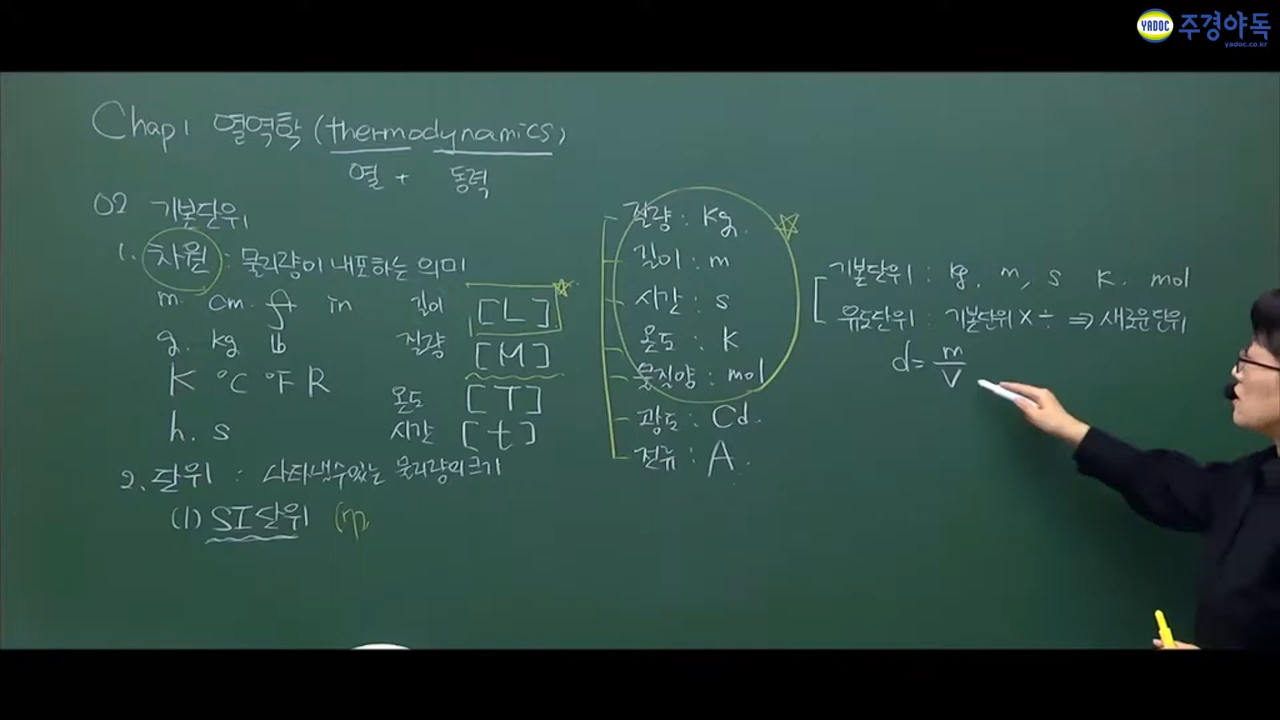 YADOC 주경야독
yadoc.co.kr
Chap1 열역학 (thermodynamics)
열 + 동력
02 기본단위
1. 차원 : 물리량이 내포하는 의미
m. cm. ft in 길이 [L]
g. kg lb 질량 [M]
K °C °F R 온도 [T]
h. s 시간 [t]
2. 단위 : 나타낼수있는 물리량의 크기
(1) SI단위 (7)
질량 : kg.
길이 : m
시간 : s
온도 : K
물질양 : mol
광도 : Cd.
전류 : A.
기본단위 : kg. m, s K. mol
유도단위 : 기본단위 × ÷ ⇒ 새로운단위
d = m/V